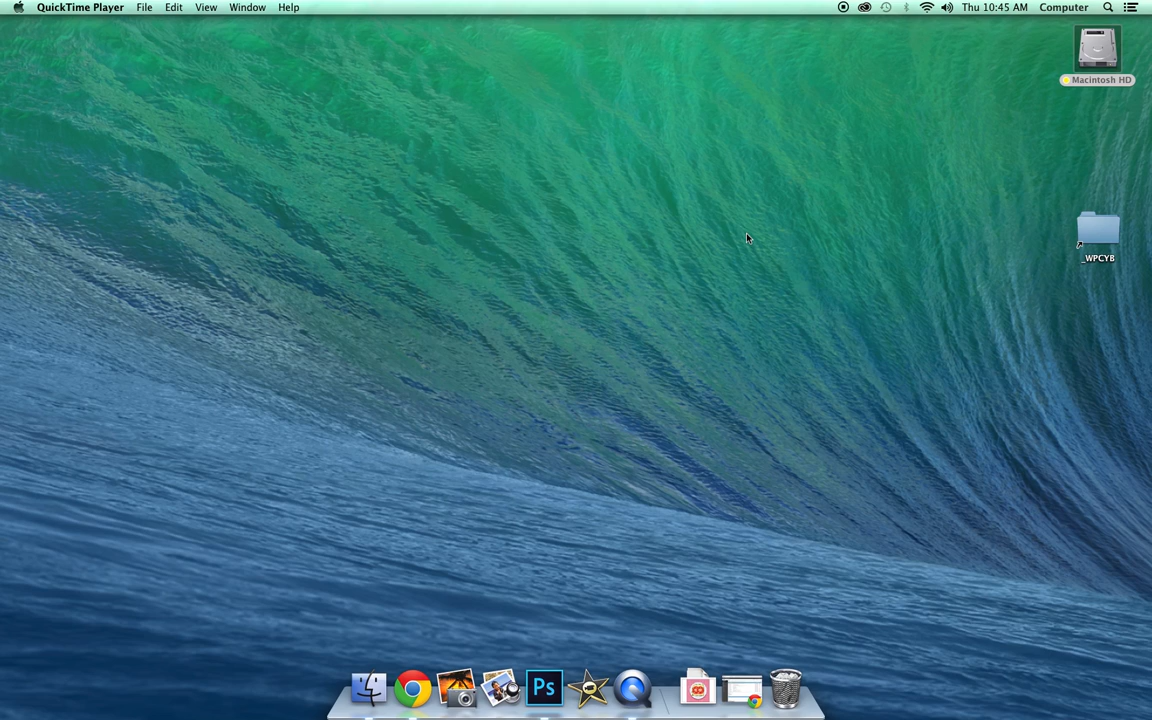 QuickTime Player File Edit View Window Help Thu 10:45 AM Computer
Macintosh HD
_WPCYB
Ps